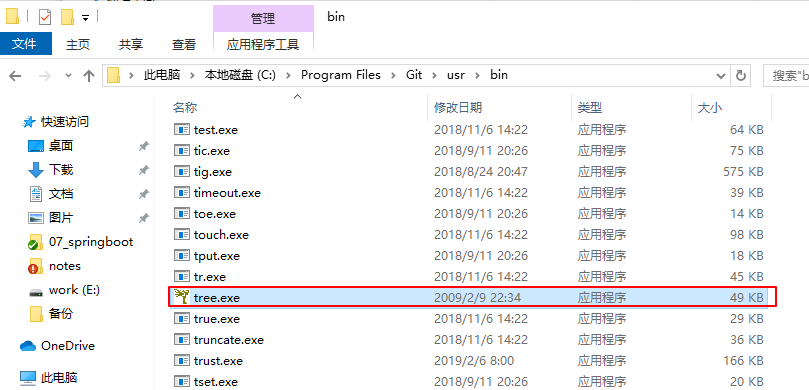 管理
bin
文件
主页
共享
查看
应用程序工具
此电脑 › 本地磁盘 (C:) › Program Files › Git › usr › bin
搜索"b
名称 修改日期 类型 大小
快速访问
桌面
下载
文档
图片
07_springboot
notes
work (E:)
备份
OneDrive
此电脑
test.exe 2018/11/6 14:22 应用程序 64 KB
tic.exe 2018/9/11 20:26 应用程序 75 KB
tig.exe 2018/8/24 20:47 应用程序 575 KB
timeout.exe 2018/11/6 14:22 应用程序 39 KB
toe.exe 2018/9/11 20:26 应用程序 14 KB
touch.exe 2018/11/6 14:22 应用程序 98 KB
tput.exe 2018/9/11 20:26 应用程序 18 KB
tr.exe 2018/11/6 14:22 应用程序 45 KB
tree.exe 2009/2/9 22:34 应用程序 49 KB
true.exe 2018/11/6 14:22 应用程序 29 KB
truncate.exe 2018/11/6 14:22 应用程序 36 KB
trust.exe 2019/2/6 8:00 应用程序 166 KB
tset.exe 2018/9/11 20:26 应用程序 20 KB